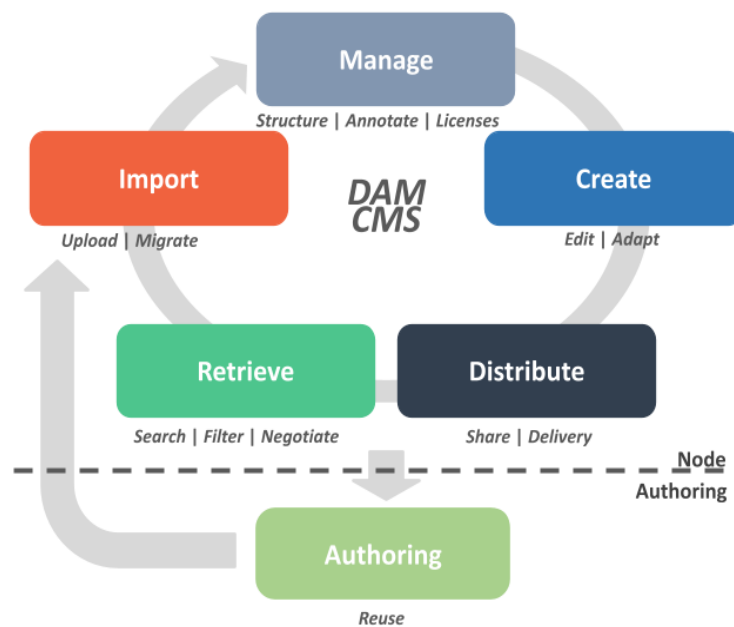 Manage
Structure | Annotate | Licenses
Import
Upload | Migrate
DAM
CMS
Create
Edit | Adapt
Retrieve
Search | Filter | Negotiate
Distribute
Share | Delivery
Node
Authoring
Authoring
Reuse